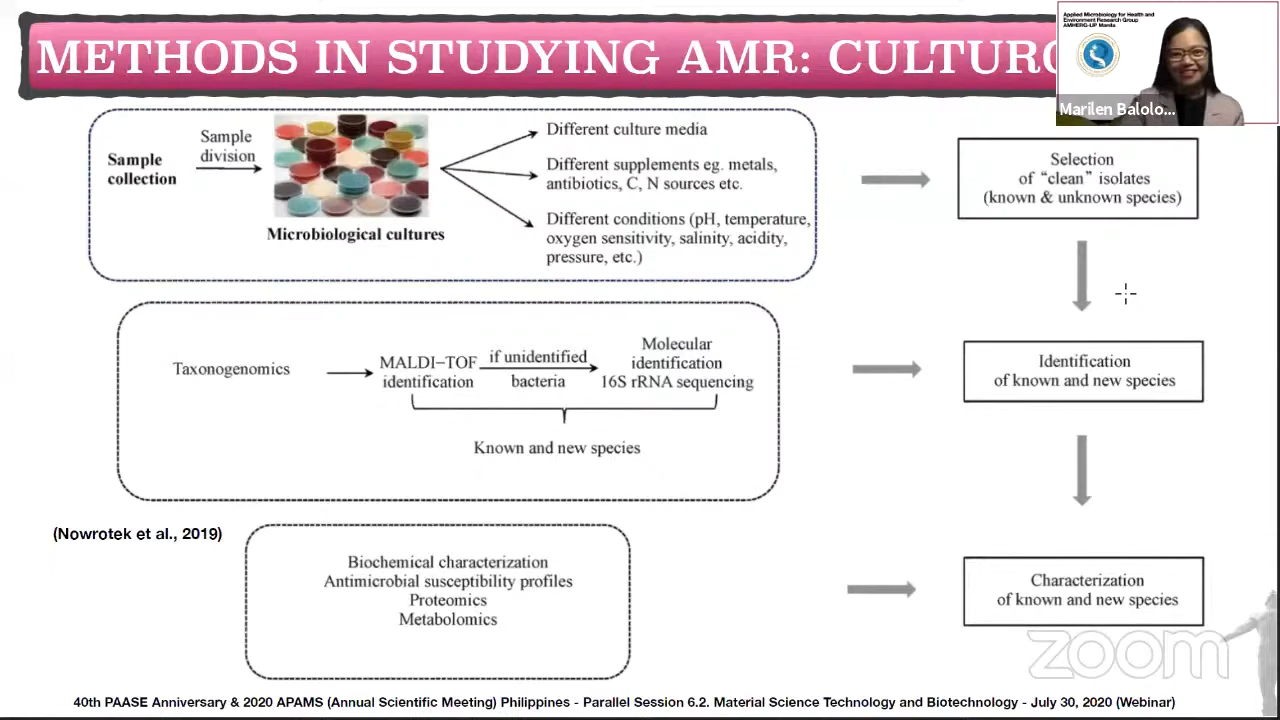 METHODS IN STUDYING AMR: CULTURO
Applied Microbiology for Health and
Environment Research Group
AMHERG-UP Manila
Marilen Balolo...
Sample
collection
Sample
division
Microbiological cultures
Different culture media
Different supplements eg. metals,
antibiotics, C, N sources etc.
Different conditions (pH, temperature,
oxygen sensitivity, salinity, acidity,
pressure, etc.)
Selection
of “clean” isolates
(known & unknown species)
Taxonogenomics
MALDI–TOF
identification
if unidentified
bacteria
Molecular
identification
16S rRNA sequencing
Known and new species
Identification
of known and new species
(Nowrotek et al., 2019)
Biochemical characterization
Antimicrobial susceptibility profiles
Proteomics
Metabolomics
Characterization
of known and new species
zoom
40th PAASE Anniversary & 2020 APAMS (Annual Scientific Meeting) Philippines - Parallel Session 6.2. Material Science Technology and Biotechnology - July 30, 2020 (Webinar)